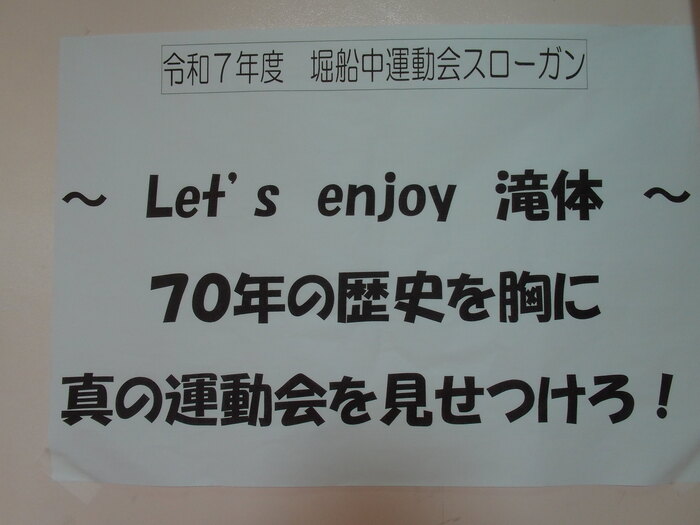 令和７年度　堀船中運動会スローガン
～　Let's　enjoy　滝体　～
70年の歴史を胸に
真の運動会を見せつけろ！